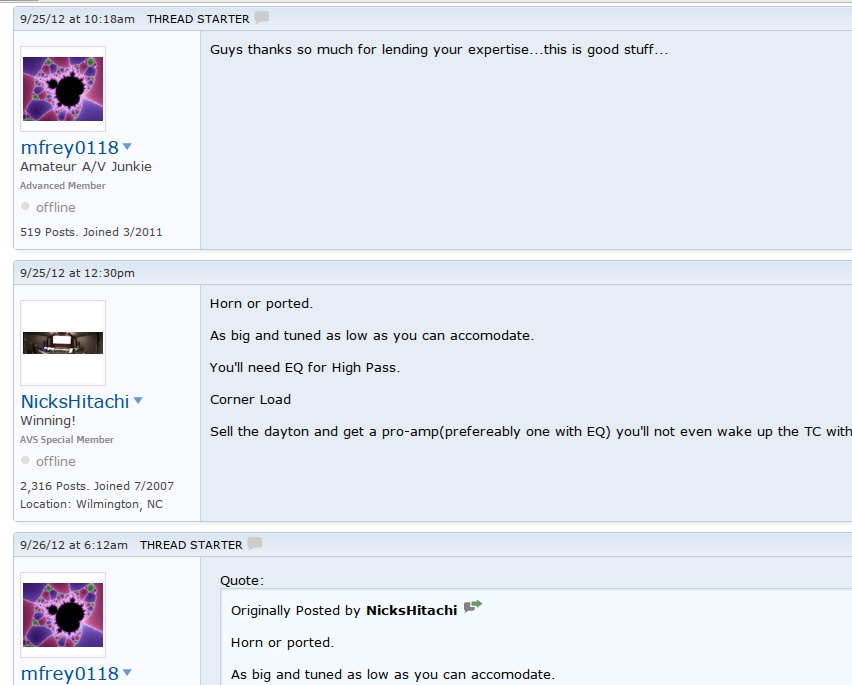 9/25/12 at 10:18am THREAD STARTER
Guys thanks so much for lending your expertise...this is good stuff...
mfrey0118
Amateur A/V Junkie
Advanced Member
offline
519 Posts. Joined 3/2011
9/25/12 at 12:30pm
Horn or ported.
As big and tuned as low as you can accomodate.
You'll need EQ for High Pass.
Corner Load
Sell the dayton and get a pro-amp(prefereably one with EQ) you'll not even wake up the TC with
NicksHitachi
Winning!
AVS Special Member
offline
2,316 Posts. Joined 7/2007
Location: Wilmington, NC
9/26/12 at 6:12am THREAD STARTER
mfrey0118
Quote:
Originally Posted by NicksHitachi
Horn or ported.
As big and tuned as low as you can accomodate.